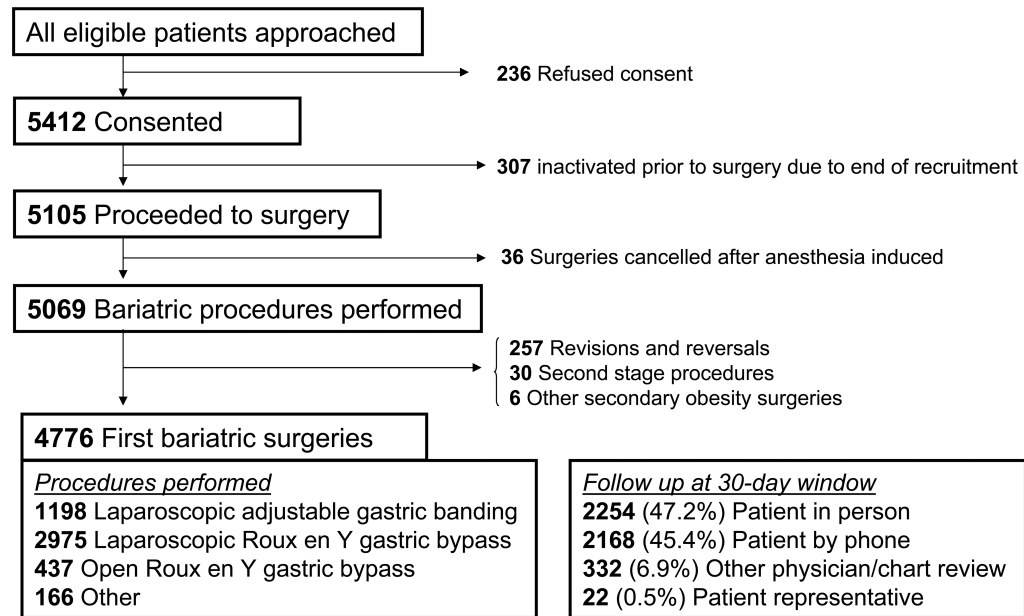 All eligible patients approached
236 Refused consent
5412 Consented
307 inactivated prior to surgery due to end of recruitment
5105 Proceeded to surgery
36 Surgeries cancelled after anesthesia induced
5069 Bariatric procedures performed
257 Revisions and reversals
30 Second stage procedures
6 Other secondary obesity surgeries
4776 First bariatric surgeries
Procedures performed
1198 Laparoscopic adjustable gastric banding
2975 Laparoscopic Roux en Y gastric bypass
437 Open Roux en Y gastric bypass
166 Other
Follow up at 30-day window
2254 (47.2%) Patient in person
2168 (45.4%) Patient by phone
332 (6.9%) Other physician/chart review
22 (0.5%) Patient representative